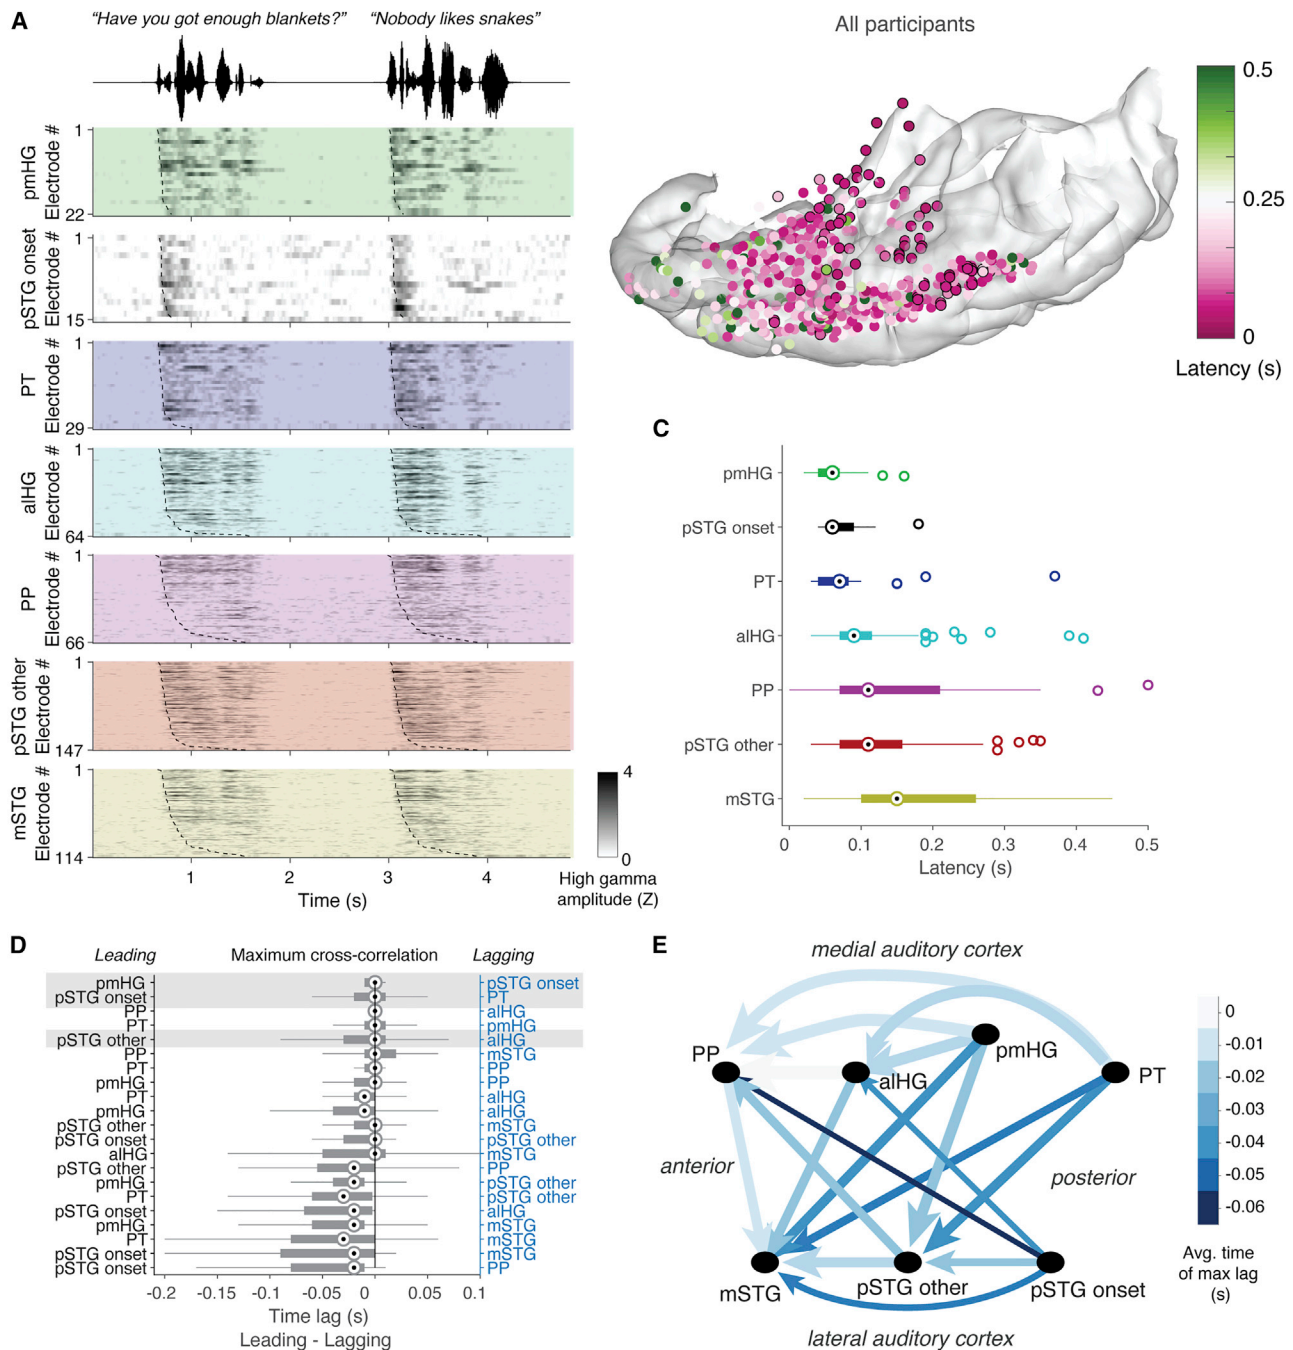 A
“Have you got enough blankets?”
“Nobody likes snakes”
pmHG
Electrode #
1
22
pSTG onset
Electrode #
1
15
PT
Electrode #
1
29
alHG
Electrode #
1
64
PP
Electrode #
1
66
pSTG other
Electrode #
1
147
mSTG
Electrode #
1
114
1 2 3 4
Time (s)
4
0
High gamma
amplitude (Z)
All participants
0.5
0.25
0
Latency (s)
C
pmHG
pSTG onset
PT
alHG
PP
pSTG other
mSTG
0 0.1 0.2 0.3 0.4 0.5
Latency (s)
D
Leading Maximum cross-correlation Lagging
pmHG pSTG onset
pSTG onset PT
PP alHG
PT pmHG
pSTG other alHG
PP mSTG
PT PP
pmHG PP
PT alHG
pmHG alHG
pSTG other mSTG
pSTG onset pSTG other
alHG mSTG
pSTG other PP
pmHG pSTG other
PT pSTG other
pSTG onset alHG
pmHG mSTG
PT mSTG
pSTG onset mSTG
pSTG onset PP
-0.2 -0.15 -0.1 -0.05 0 0.05 0.1
Time lag (s)
Leading - Lagging
E
medial auditory cortex
PP
alHG
pmHG
PT
anterior
posterior
mSTG
pSTG other
pSTG onset
lateral auditory cortex
0
-0.01
-0.02
-0.03
-0.04
-0.05
-0.06
Avg. time
of max lag
(s)